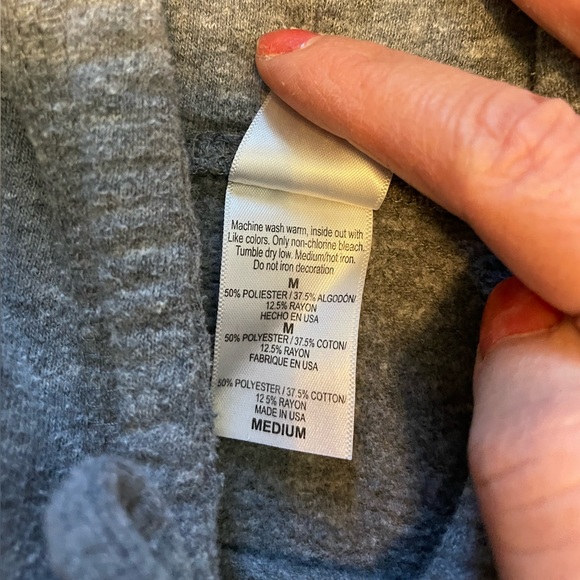 Machine wash warm, inside out with
Like colors. Only non-chlorine bleach.
Tumble dry low. Medium/hot iron.
Do not iron decoration
M
50% POLIESTER / 37.5% ALGODÓN/
12.5% RAYON
HECHO EN USA
M
50% POLYESTER / 37.5% COTON/
12.5% RAYON
FABRIQUE EN USA
50% POLYESTER / 37.5% COTTON/
12 5% RAYON
MADE IN USA
MEDIUM